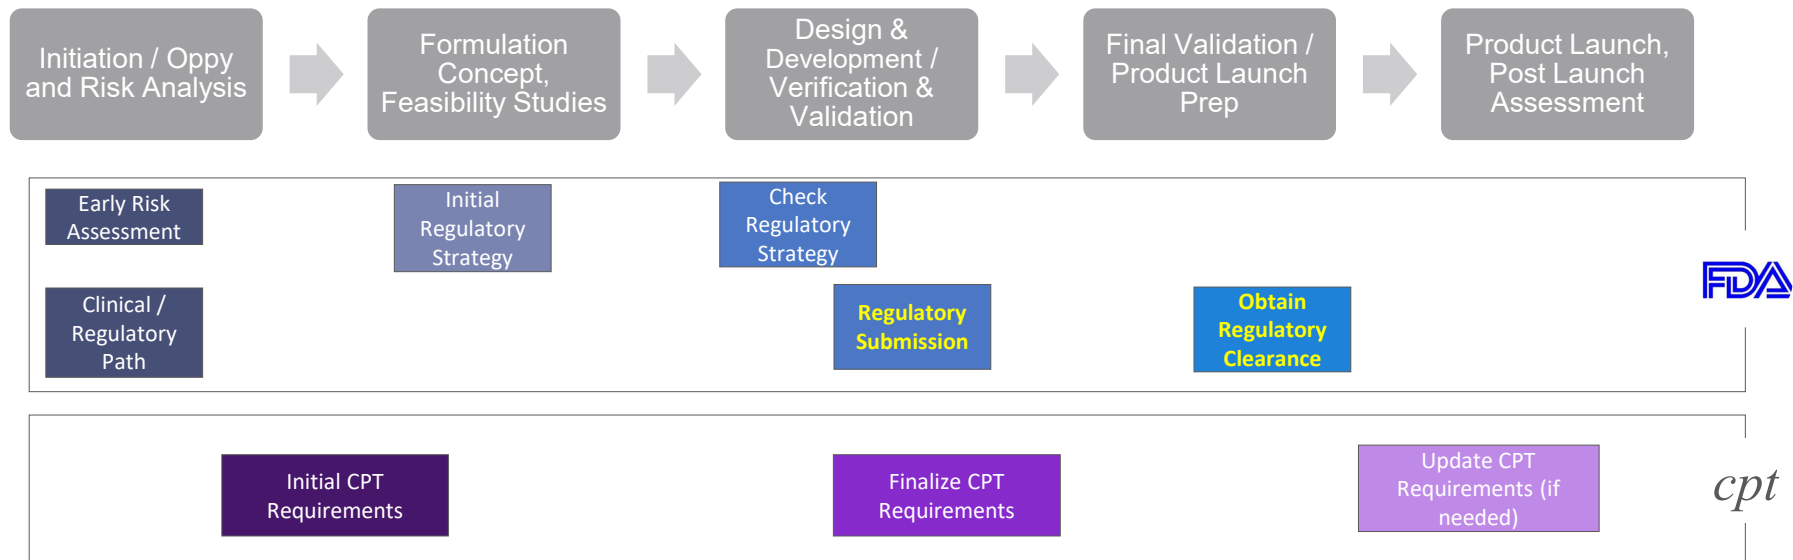 Initiation / Oppy
and Risk Analysis
Formulation
Concept,
Feasibility Studies
Design &
Development /
Verification &
Validation
Final Validation /
Product Launch
Prep
Product Launch,
Post Launch
Assessment
Early Risk
Assessment
Initial
Regulatory
Strategy
Check
Regulatory
Strategy
Clinical /
Regulatory
Path
Regulatory
Submission
Obtain
Regulatory
Clearance
FDA
Initial CPT
Requirements
Finalize CPT
Requirements
Update CPT
Requirements (if
needed)
cpt